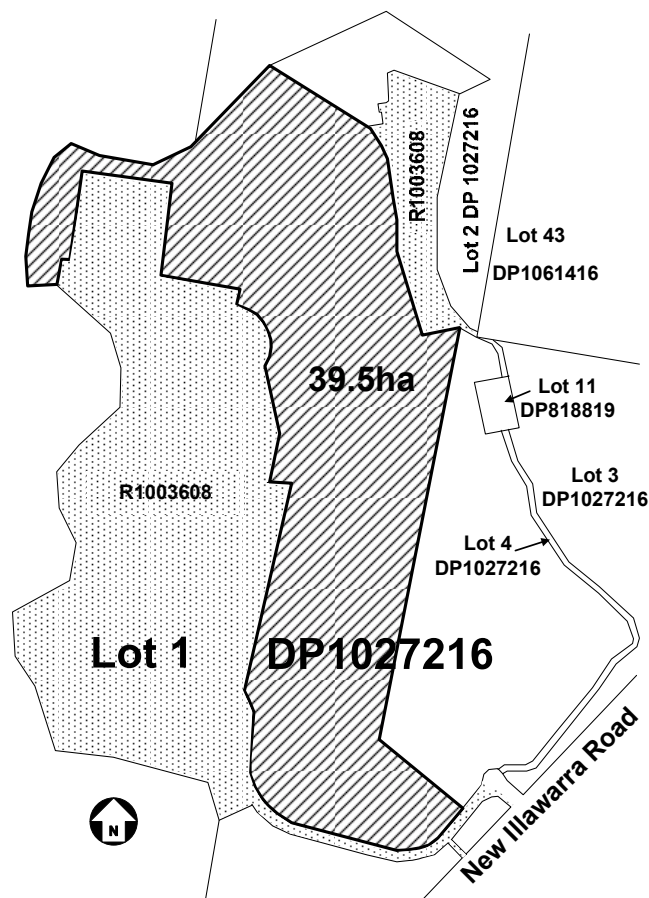 R1003608
Lot 2 DP 1027216
Lot 43
DP1061416
39.5ha
Lot 11
DP818819
R1003608
Lot 3
DP1027216
Lot 4
DP1027216
Lot 1 DP1027216
New Illawarra Road
N